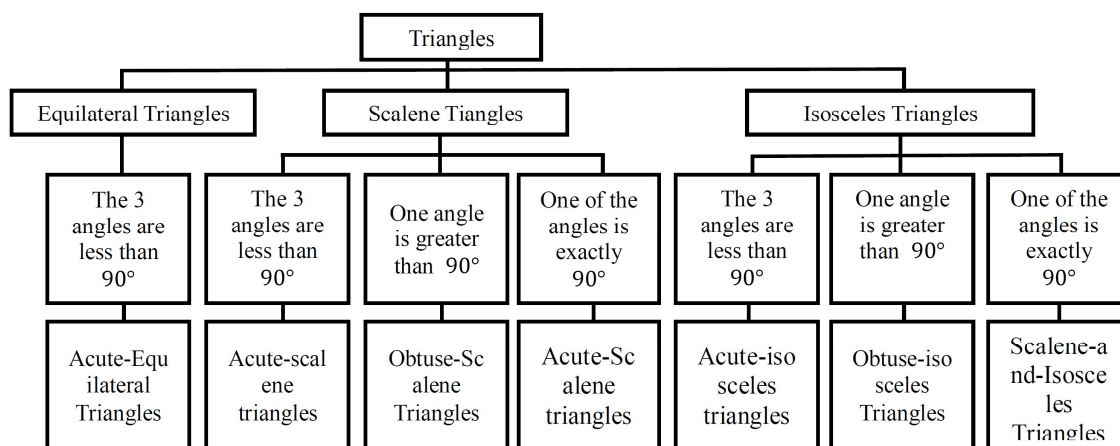 Triangles
Equilateral Triangles
Scalene Tiangles
Isosceles Triangles
The 3
angles are
less than
90°
The 3
angles are
less than
90°
One angle
is greater
than 90°
One of the
angles is
exactly
90°
The 3
angles are
less than
90°
One angle
is greater
than 90°
One of the
angles is
exactly
90°
Acute-Equ
ilateral
Triangles
Acute-scal
ene
triangles
Obtuse-Sc
alene
Triangles
Acute-Sc
alene
triangles
Acute-iso
sceles
triangles
Obtuse-iso
sceles
Triangles
Scalene-a
nd-Isosce
les
Triangles